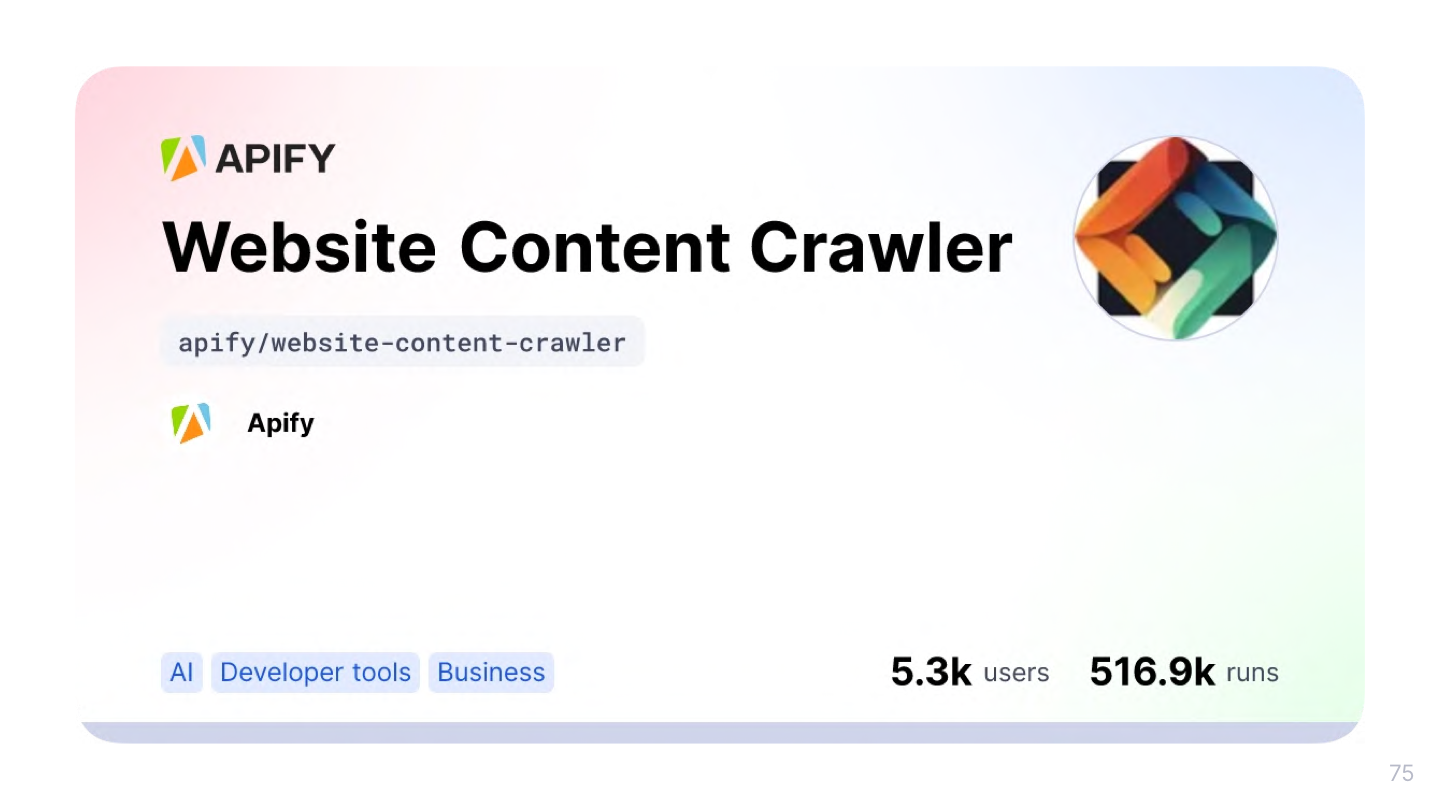 APIFY
Website Content Crawler
apify/website-content-crawler
Apify
AI Developer tools Business 5.3k users 516.9k runs
75